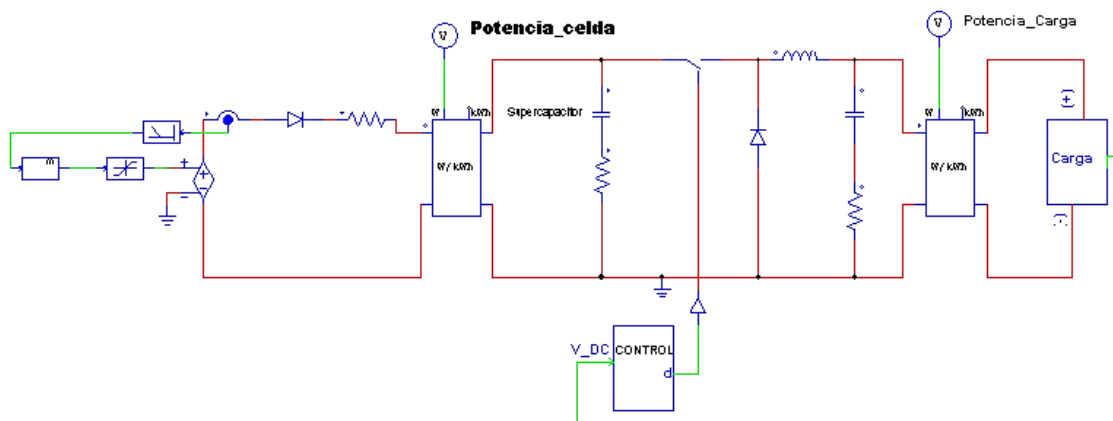 Potencia_celda
Potencia_Carga
V
V
W
kWh
W
kWh
Supercapacitor
m
W/kWh
W/kWh
(+)
Carga
(-)
V_DC
CONTROL
d